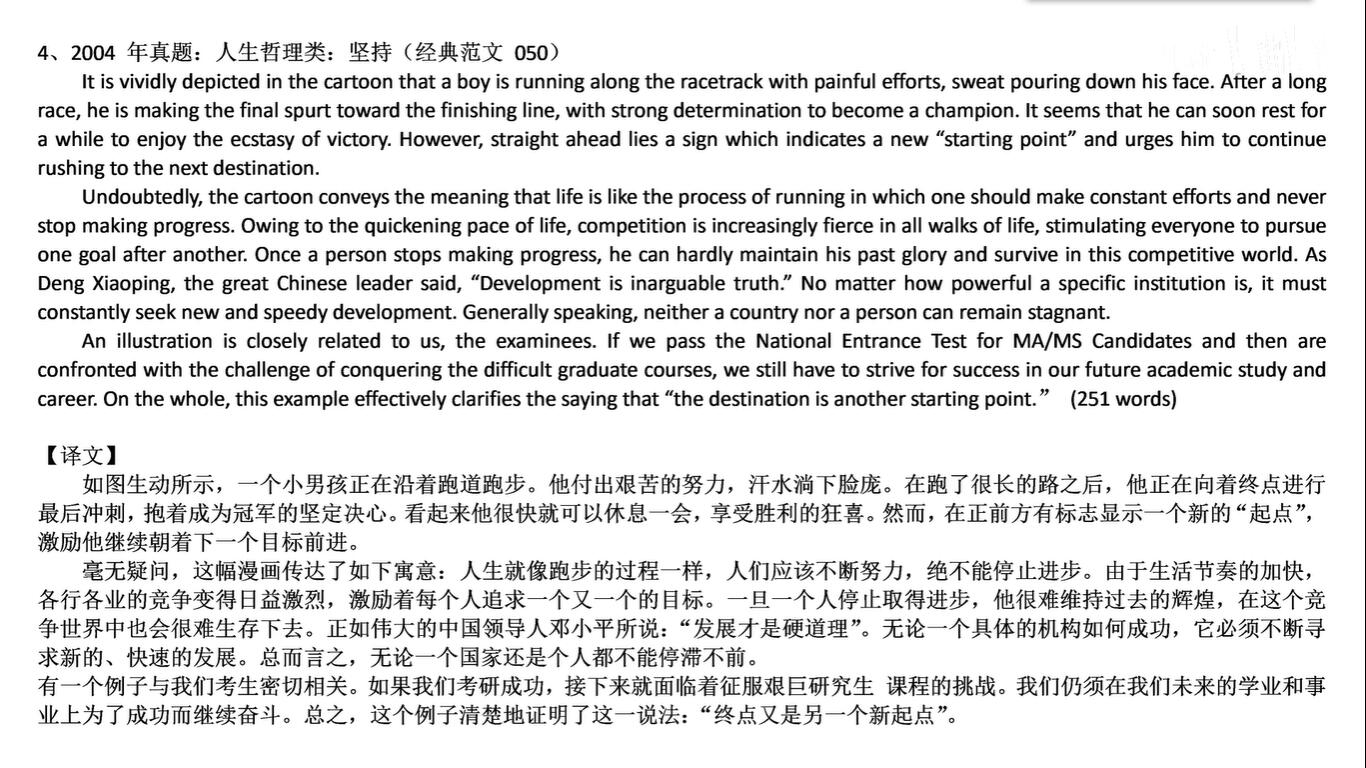 4、2004 年真题：人生哲理类：坚持（经典范文 050）
It is vividly depicted in the cartoon that a boy is running along the racetrack with painful efforts, sweat pouring down his face. After a long
race, he is making the final spurt toward the finishing line, with strong determination to become a champion. It seems that he can soon rest for
a while to enjoy the ecstasy of victory. However, straight ahead lies a sign which indicates a new “starting point” and urges him to continue
rushing to the next destination.
Undoubtedly, the cartoon conveys the meaning that life is like the process of running in which one should make constant efforts and never
stop making progress. Owing to the quickening pace of life, competition is increasingly fierce in all walks of life, stimulating everyone to pursue
one goal after another. Once a person stops making progress, he can hardly maintain his past glory and survive in this competitive world. As
Deng Xiaoping, the great Chinese leader said, “Development is inarguable truth.” No matter how powerful a specific institution is, it must
constantly seek new and speedy development. Generally speaking, neither a country nor a person can remain stagnant.
An illustration is closely related to us, the examinees. If we pass the National Entrance Test for MA/MS Candidates and then are
confronted with the challenge of conquering the difficult graduate courses, we still have to strive for success in our future academic study and
career. On the whole, this example effectively clarifies the saying that “the destination is another starting point.” (251 words)
【译文】
如图生动所示，一个小男孩正在沿着跑道跑步。他付出艰苦的努力，汗水淌下脸庞。在跑了很长的路之后，他正在向着终点进行
最后冲刺，抱着成为冠军的坚定决心。看起来他很快就可以休息一会，享受胜利的狂喜。然而，在正前方有标志显示一个新的“起点”，
激励他继续朝着下一个目标前进。
毫无疑问，这幅漫画传达了如下寓意：人生就像跑步的过程一样，人们应该不断努力，绝不能停止进步。由于生活节奏的加快，
各行各业的竞争变得日益激烈，激励着每个人追求一个又一个的目标。一旦一个人停止取得进步，他很难维持过去的辉煌，在这个竞
争世界中也会很难生存下去。正如伟大的中国领导人邓小平所说：“发展才是硬道理”。无论一个具体的机构如何成功，它必须不断寻
求新的、快速的发展。总而言之，无论一个国家还是个人都不能停滞不前。
有一个例子与我们考生密切相关。如果我们考研成功，接下来就面临着征服艰巨研究生 课程的挑战。我们仍须在我们未来的学业和事
业上为了成功而继续奋斗。总之，这个例子清楚地证明了这一说法：“终点又是另一个新起点”。